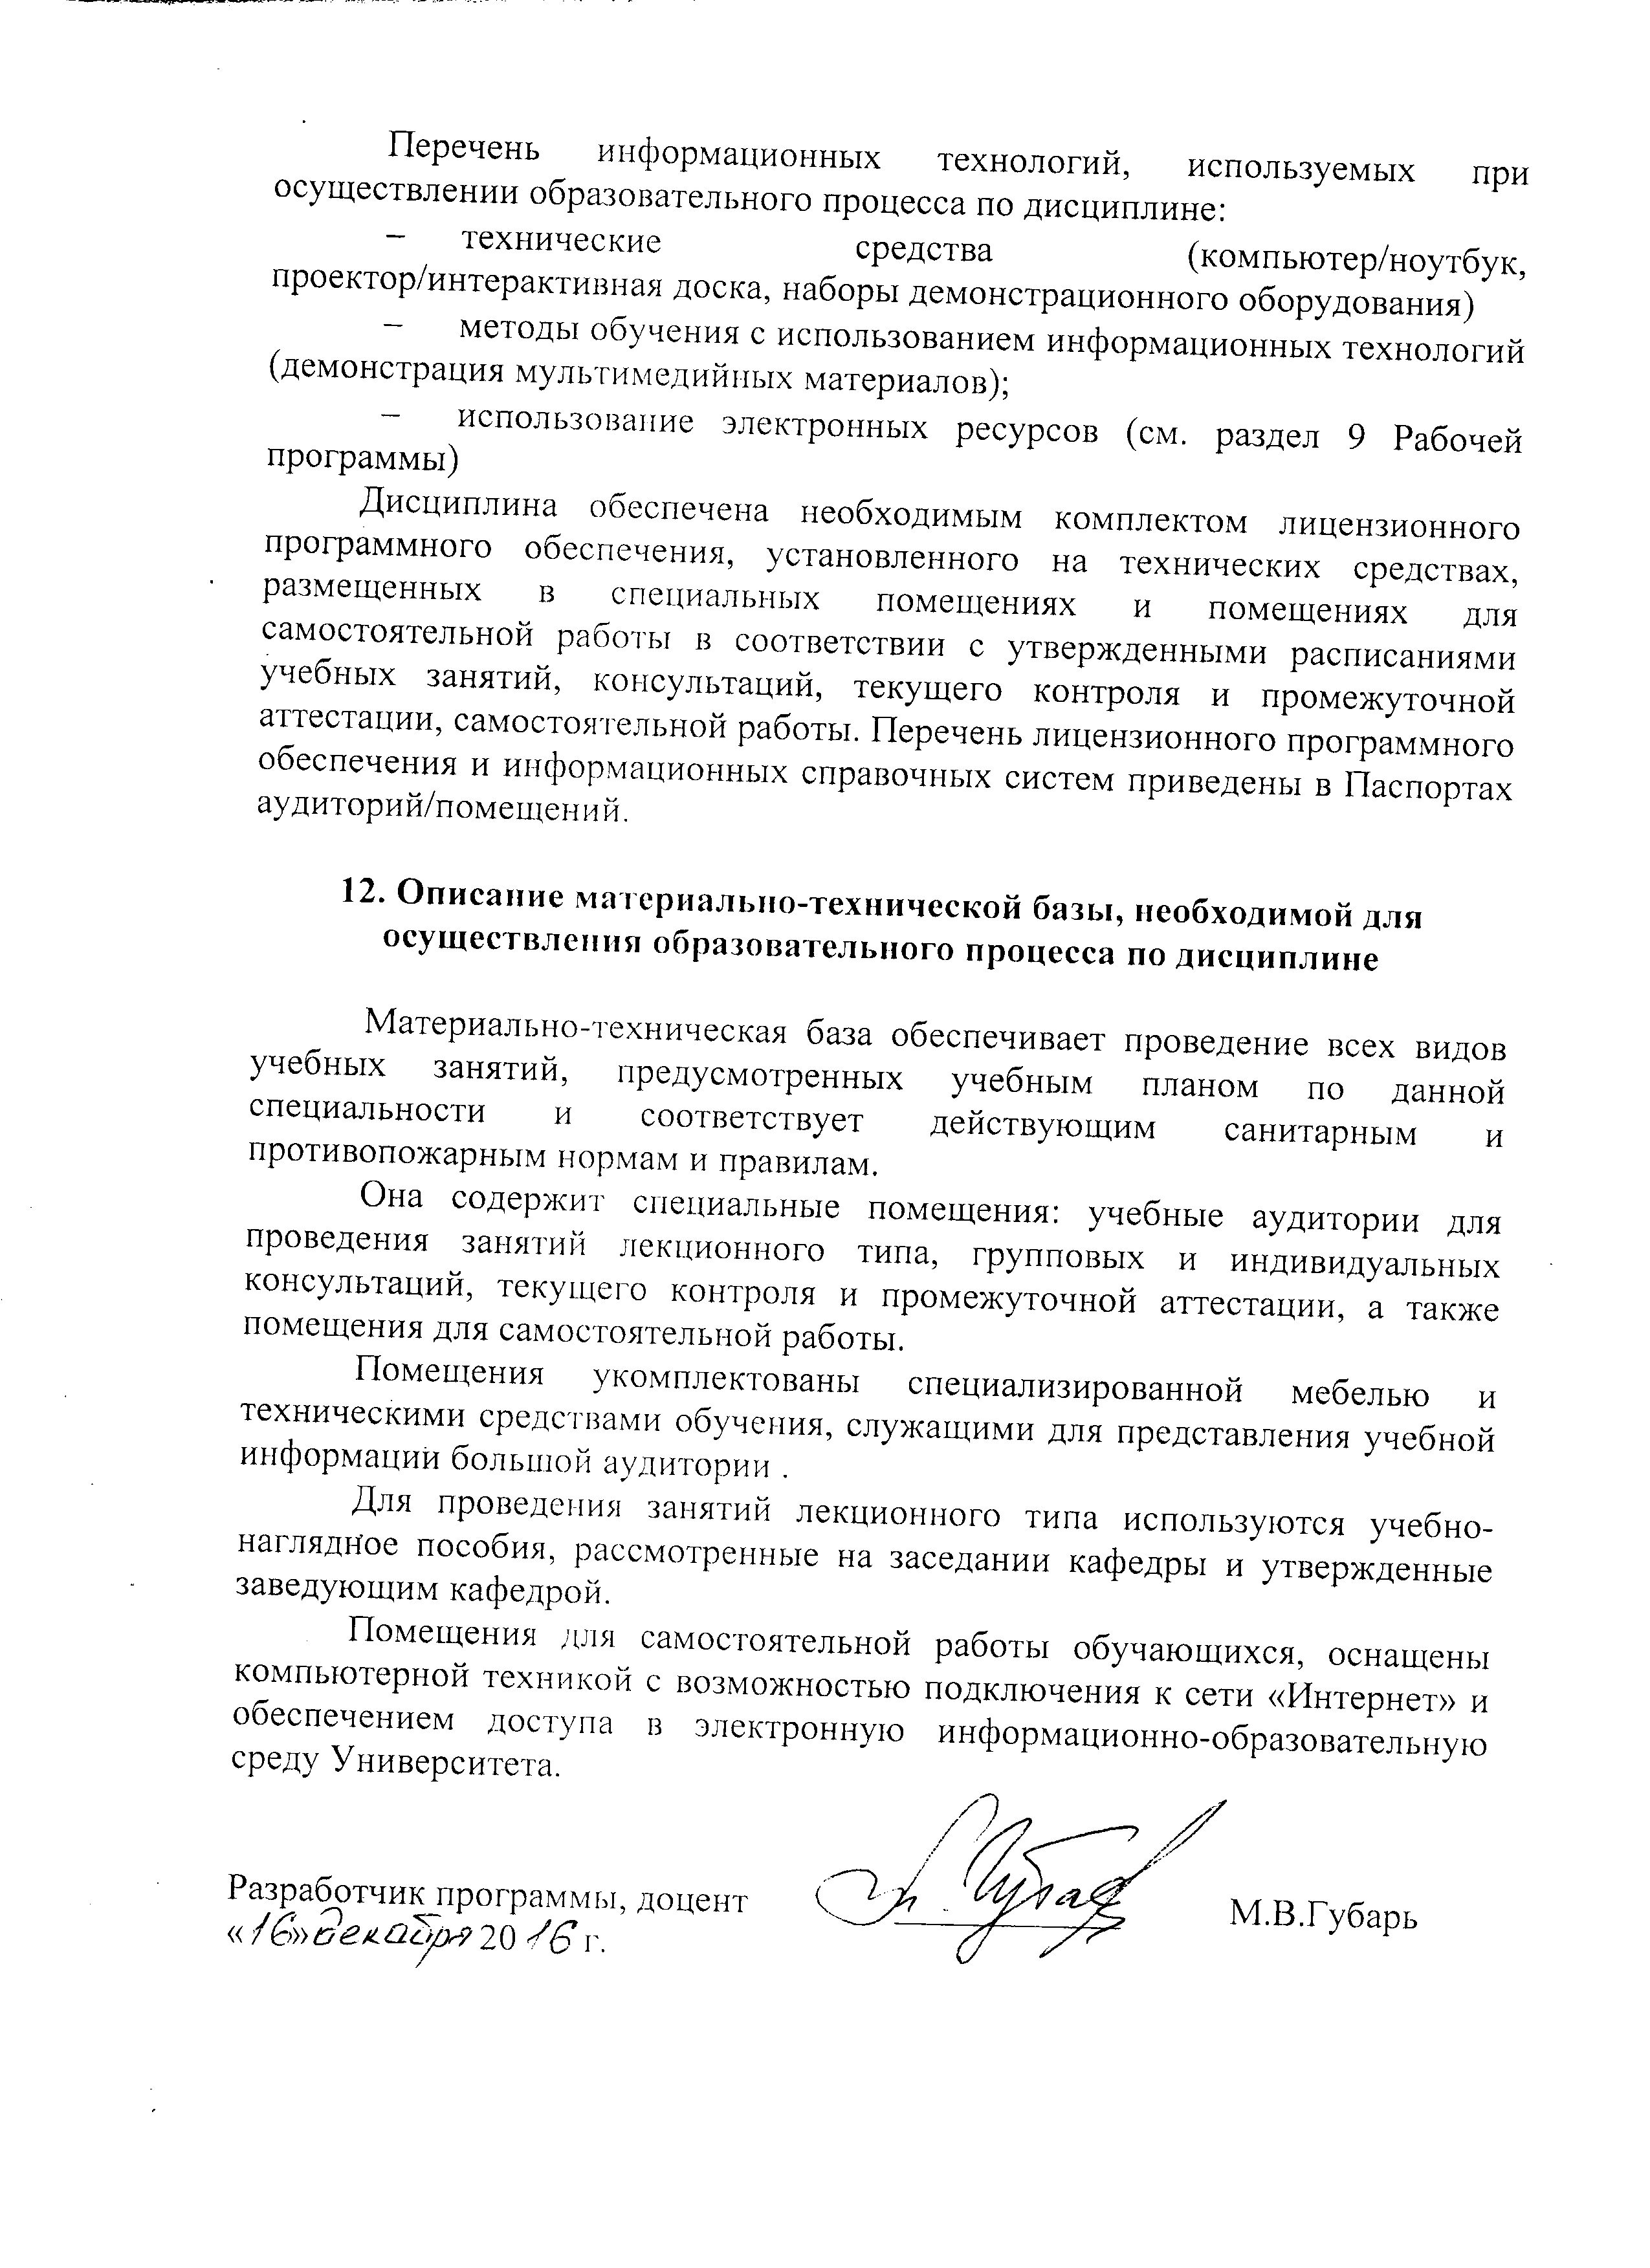 Перечень информационных технологий, используемых при
осуществлении образовательного процесса по дисциплине:
– технические средства (компьютер/ноутбук,
проектор/интерактивная доска, наборы демонстрационного оборудования)
– методы обучения с использованием информационных технологий
(демонстрация мультимедийных материалов);
– использование электронных ресурсов (см. раздел 9 Рабочей
программы)
Дисциплина обеспечена необходимым комплектом лицензионного
программного обеспечения, установленного на технических средствах,
размещенных в специальных помещениях и помещениях для
самостоятельной работы в соответствии с утвержденными расписаниями
учебных занятий, консультаций, текущего контроля и промежуточной
аттестации, самостоятельной работы. Перечень лицензионного программного
обеспечения и информационных справочных систем приведены в Паспортах
аудиторий/помещений.
12. Описание материально-технической базы, необходимой для
осуществления образовательного процесса по дисциплине
Материально-техническая база обеспечивает проведение всех видов
учебных занятий, предусмотренных учебным планом по данной
специальности и соответствует действующим санитарным и
противопожарным нормам и правилам.
Она содержит специальные помещения: учебные аудитории для
проведения занятий лекционного типа, групповых и индивидуальных
консультаций, текущего контроля и промежуточной аттестации, а также
помещения для самостоятельной работы.
Помещения укомплектованы специализированной мебелью и
техническими средствами обучения, служащими для представления учебной
информации большой аудитории .
Для проведения занятий лекционного типа используются учебно-
наглядное пособия, рассмотренные на заседании кафедры и утвержденные
заведующим кафедрой.
Помещения для самостоятельной работы обучающихся, оснащены
компьютерной техникой с возможностью подключения к сети «Интернет» и
обеспечением доступа в электронную информационно-образовательную
среду Университета.
Разработчик программы, доцент М.В.Губарь
«16» декабря 2016 г.